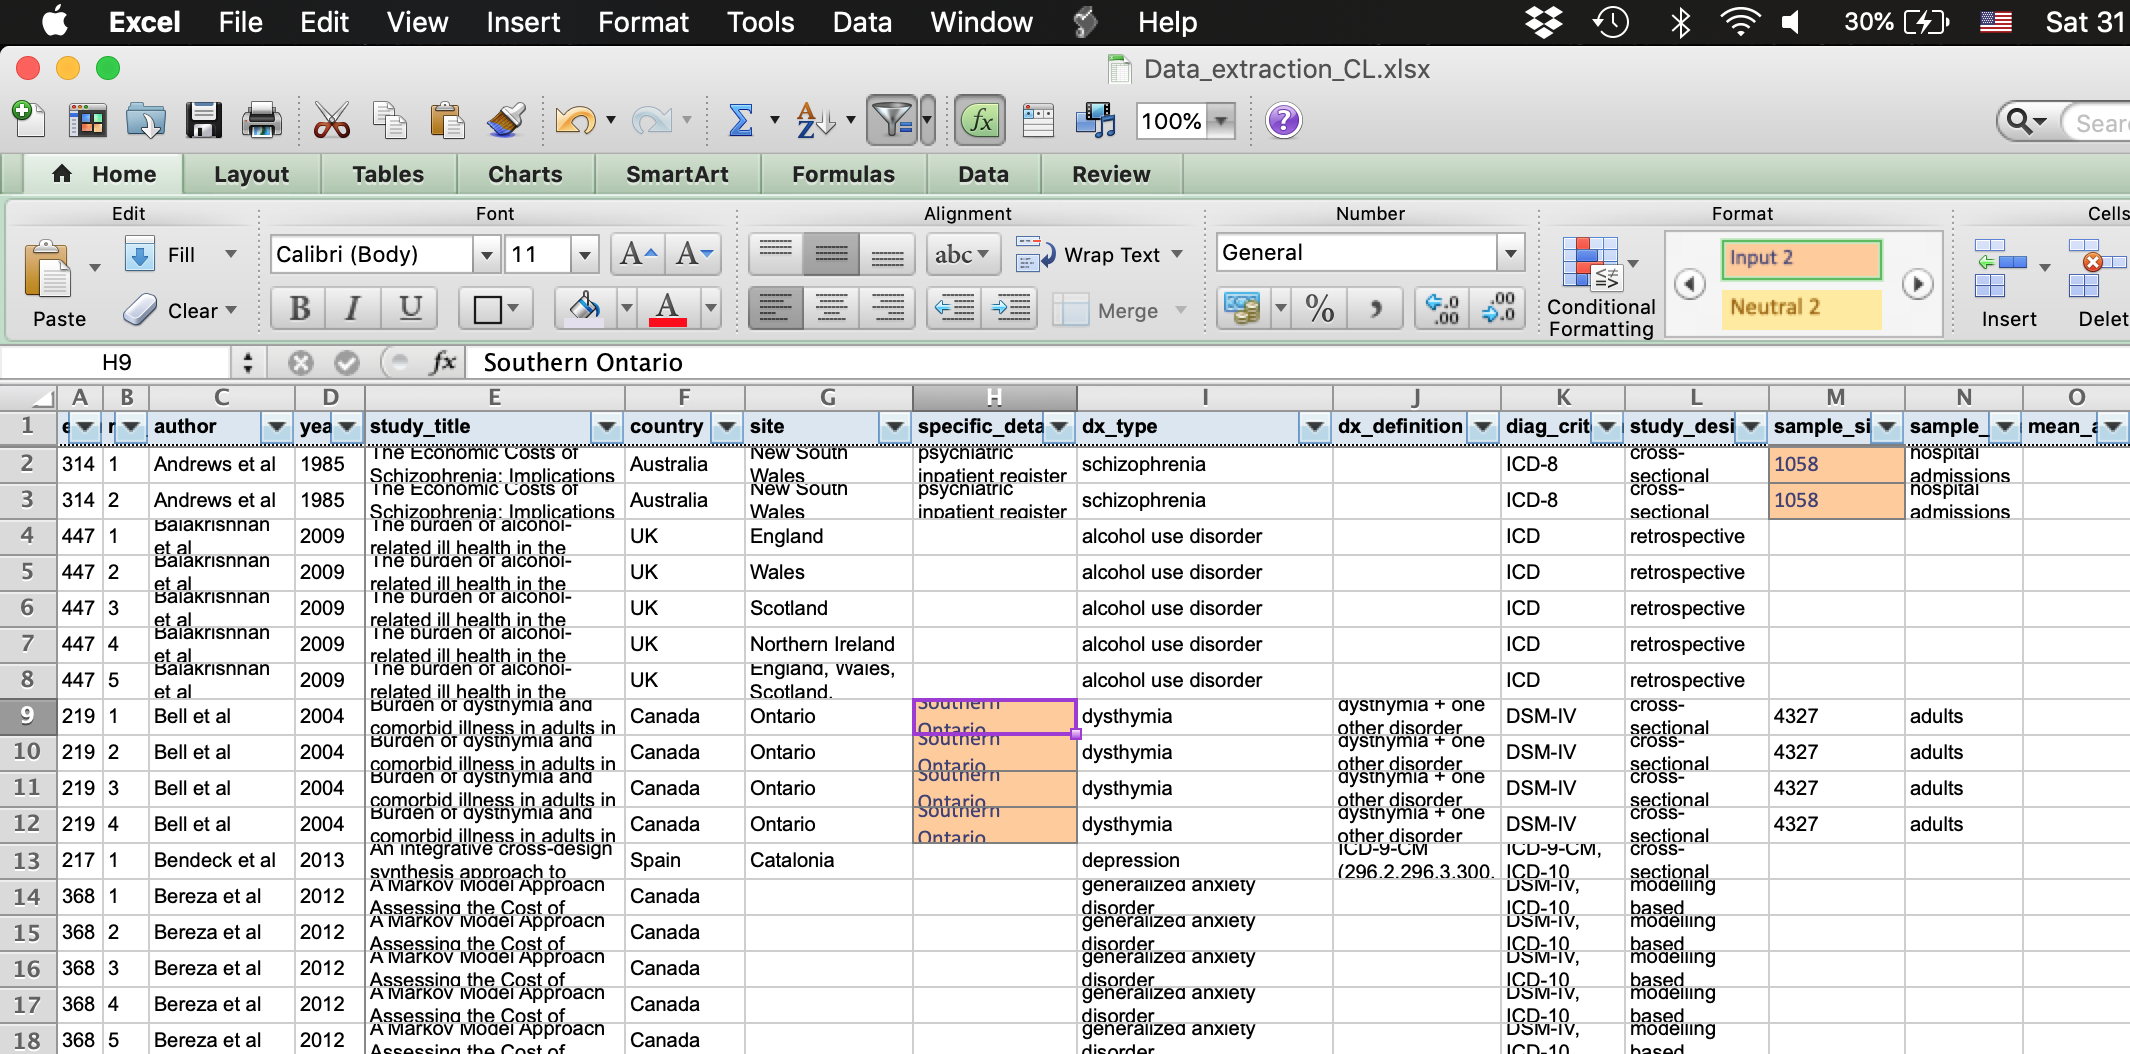 Excel File Edit View Insert Format Tools Data Window Help 30% Sat 31
Data_extraction_CL.xlsx
100%
Home Layout Tables Charts SmartArt Formulas Data Review
Edit Font Alignment Number Format Cells
Fill Calibri (Body) 11 A A abc Wrap Text General Input 2
Paste Clear B I U A Merge % Conditional Formatting Neutral 2 Insert
H9 fx Southern Ontario
A B C D E F G H I J K L M N O
1 author study_title country site specific_deta dx_type dx_definition diag_crit study_desi sample_si sample_ mean_a
2 314 1 Andrews et al 1985 The Economic Costs of Schizophrenia: Implications Australia New South Wales psychiatric inpatient register schizophrenia ICD-8 cross-sectional 1058 hospital admissions
3 314 2 Andrews et al 1985 The Economic Costs of Schizophrenia: Implications Australia New South Wales psychiatric inpatient register schizophrenia ICD-8 cross-sectional 1058 hospital admissions
4 447 1 Balakrishnan et al 2009 The burden of alcohol-related ill health in the UK England alcohol use disorder ICD retrospective
5 447 2 Balakrishnan et al 2009 The burden of alcohol-related ill health in the UK Wales alcohol use disorder ICD retrospective
6 447 3 Balakrishnan et al 2009 The burden of alcohol-related ill health in the UK Scotland alcohol use disorder ICD retrospective
7 447 4 Balakrishnan et al 2009 The burden of alcohol-related ill health in the UK Northern Ireland alcohol use disorder ICD retrospective
8 447 5 Balakrishnan et al 2009 The burden of alcohol-related ill health in the UK England, Wales, Scotland, alcohol use disorder ICD retrospective
9 219 1 Bell et al 2004 Burden of dysthymia and comorbid illness in adults in Canada Ontario Southern Ontario dysthymia dysthymia + one other disorder DSM-IV cross-sectional 4327 adults
10 219 2 Bell et al 2004 Burden of dysthymia and comorbid illness in adults in Canada Ontario Southern Ontario dysthymia dysthymia + one other disorder DSM-IV cross-sectional 4327 adults
11 219 3 Bell et al 2004 Burden of dysthymia and comorbid illness in adults in Canada Ontario Southern Ontario dysthymia dysthymia + one other disorder DSM-IV cross-sectional 4327 adults
12 219 4 Bell et al 2004 Burden of dysthymia and comorbid illness in adults in Canada Ontario Southern Ontario dysthymia dysthymia + one other disorder DSM-IV cross-sectional 4327 adults
13 217 1 Bendeck et al 2013 An integrative cross-design synthesis approach to Spain Catalonia depression ICD-9-CM (296.2,296.3,300. ICD-9-CM, ICD-10 cross-sectional
14 368 1 Bereza et al 2012 A Markov Model Approach Assessing the Cost of Canada generalized anxiety disorder DSM-IV, ICD-10 modelling based
15 368 2 Bereza et al 2012 A Markov Model Approach Assessing the Cost of Canada generalized anxiety disorder DSM-IV, ICD-10 modelling based
16 368 3 Bereza et al 2012 A Markov Model Approach Assessing the Cost of Canada generalized anxiety disorder DSM-IV, ICD-10 modelling based
17 368 4 Bereza et al 2012 A Markov Model Approach Assessing the Cost of Canada generalized anxiety disorder DSM-IV, ICD-10 modelling based
18 368 5 Bereza et al 2012 A Markov Model Approach Assessing the Cost of Canada generalized anxiety disorder DSM-IV, ICD-10 modelling based